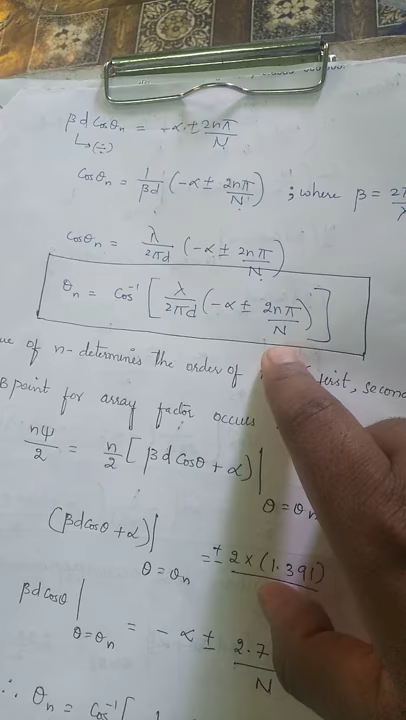 βd cosθn = -α ± 2nπ/N
↳(÷)
cosθn = 1/βd (-α ± 2nπ/N) ; where β = 2π/λ
cosθn = λ/2πd (-α ± 2nπ/N)
θn = cos⁻¹ [ λ/2πd (-α ± 2nπ/N) ]
of n- determines the order of first, second
point for array factor occurs
nψ/2 = n/2 [ βd cosθ + α) | θ = θn
(βd cosθ + α) | θ = θn = ± 2 × (1.391)
βd cosθ | θ = θn = - α ± 2.7 / N
∴ θn = cos⁻¹ [